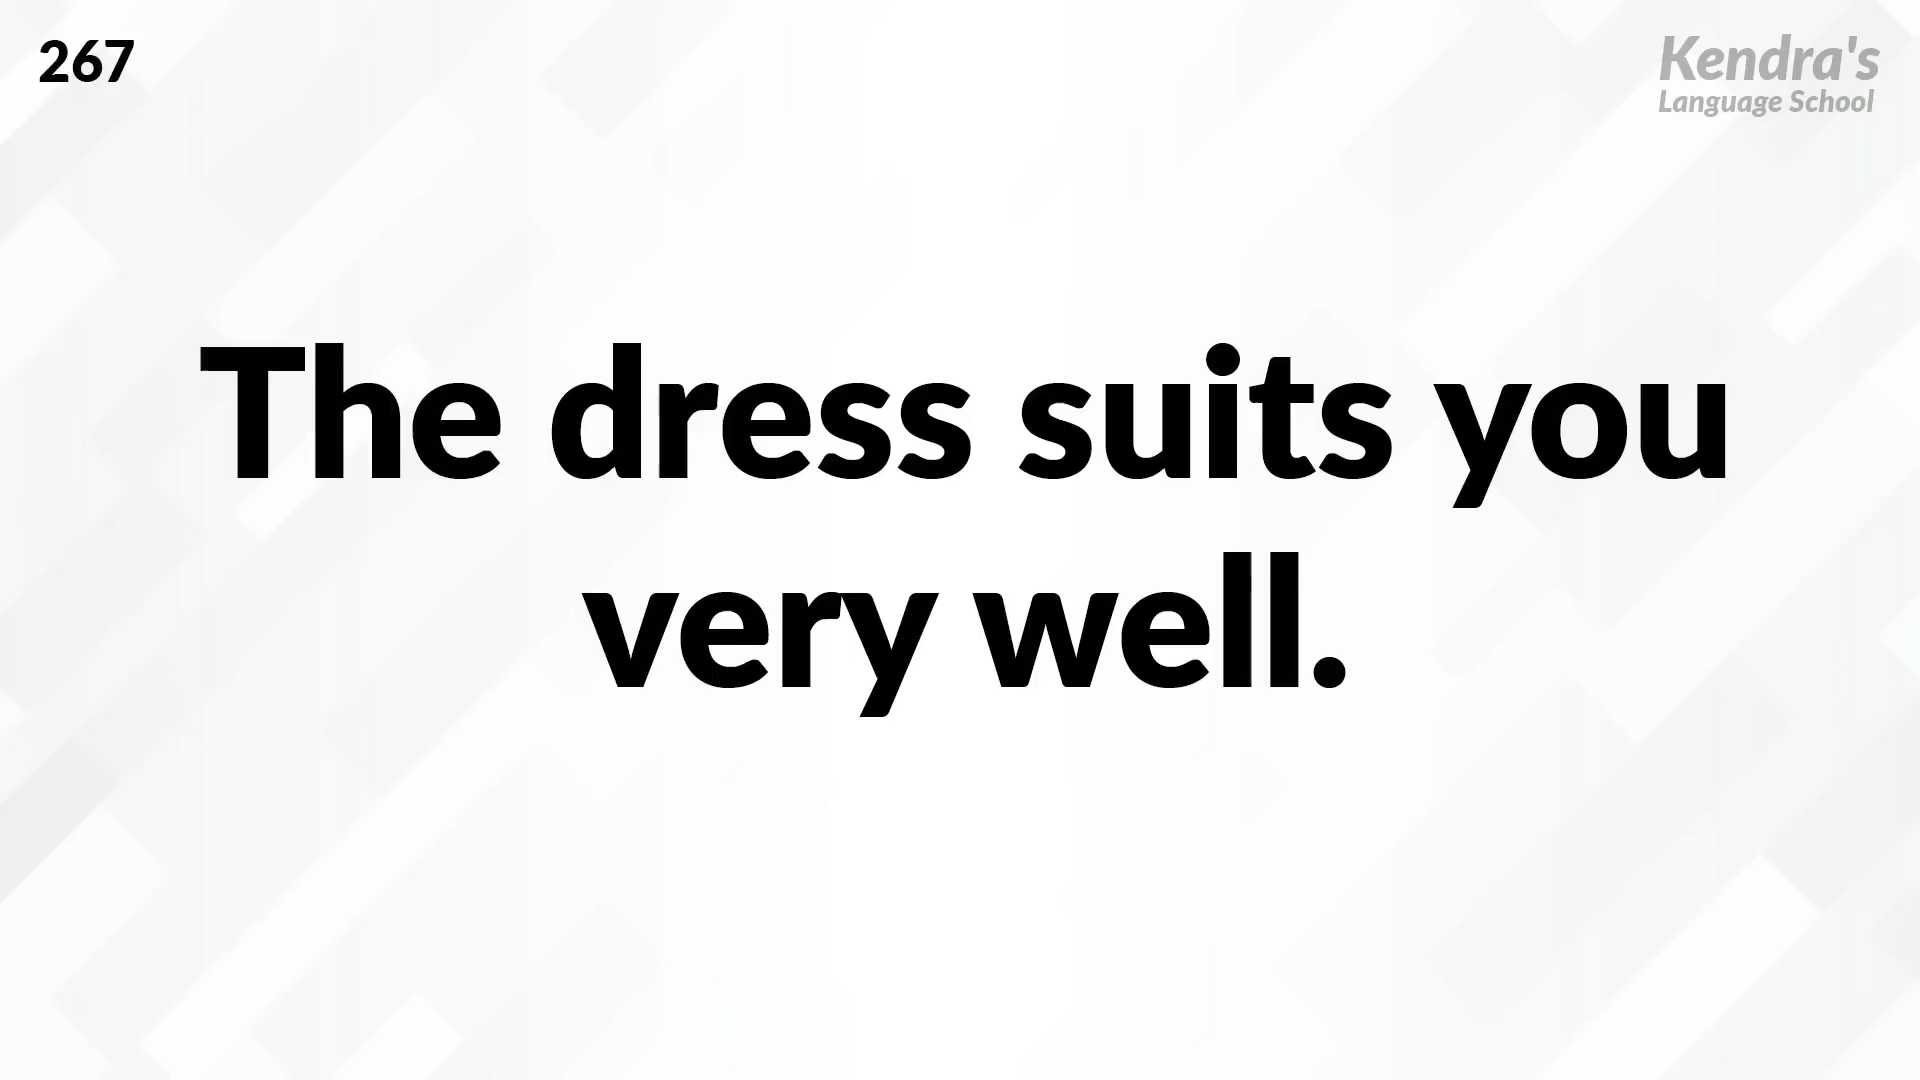 267
Kendra's
Language School
The dress suits you
very well.